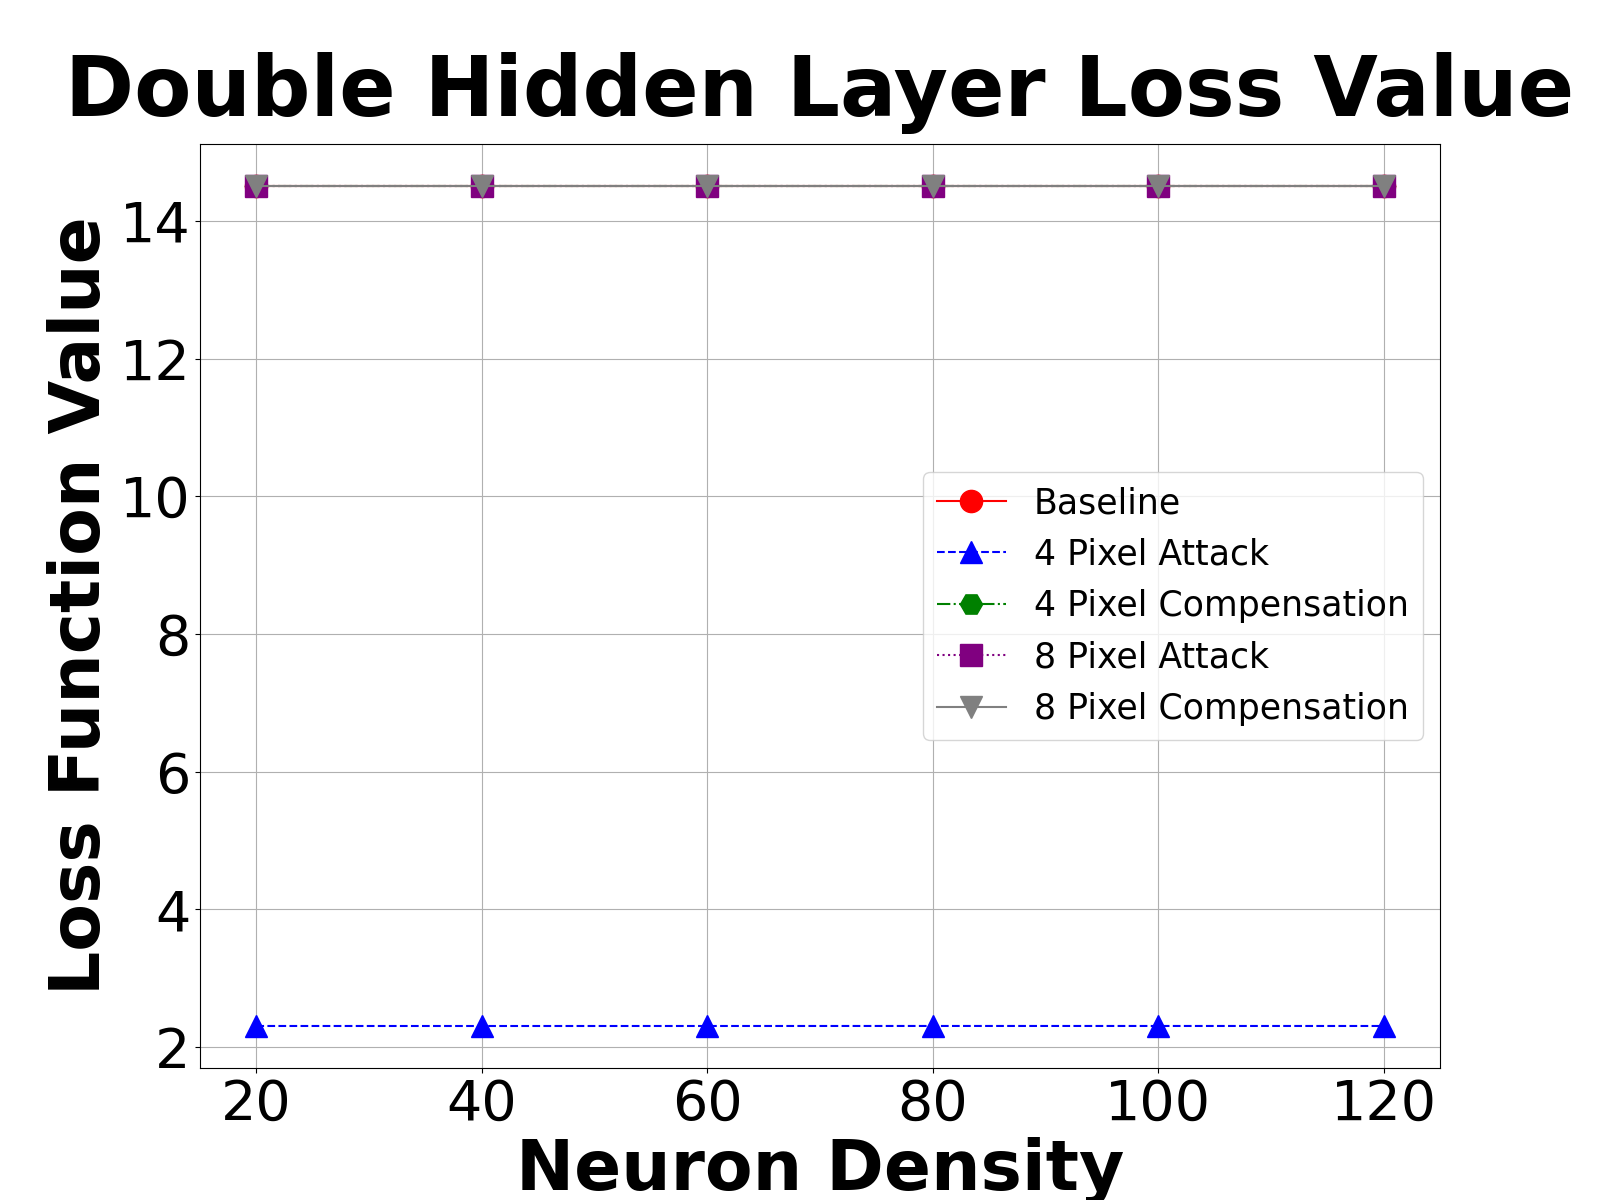 Double Hidden Layer Loss Value
Loss Function Value
14
12
10
8
6
4
2
Baseline
4 Pixel Attack
4 Pixel Compensation
8 Pixel Attack
8 Pixel Compensation
20 40 60 80 100 120
Neuron Density